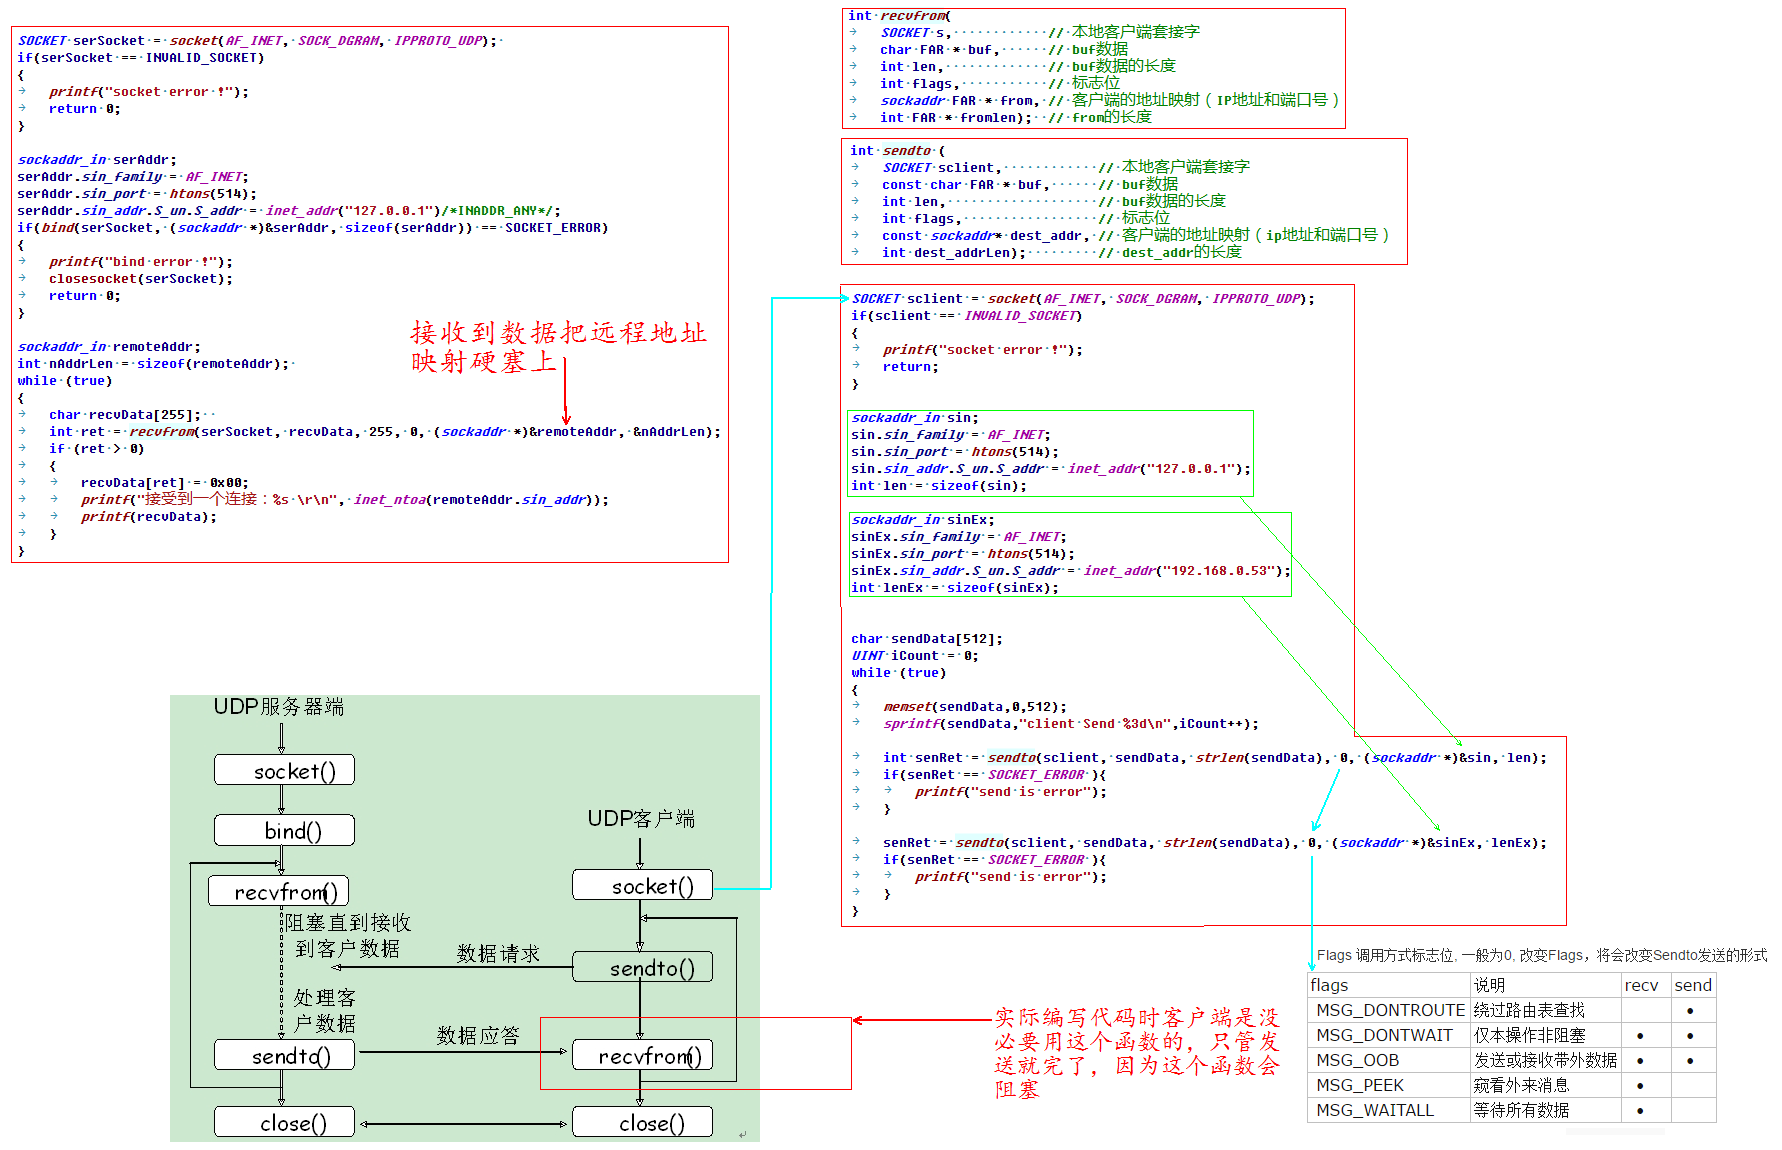 SOCKET serSocket = socket(AF_INET, SOCK_DGRAM, IPPROTO_UDP);
if(serSocket == INVALID_SOCKET)
{
printf("socket error !");
return 0;
}
sockaddr_in serAddr;
serAddr.sin_family = AF_INET;
serAddr.sin_port = htons(514);
serAddr.sin_addr.S_un.S_addr = inet_addr("127.0.0.1")/*INADDR_ANY*/;
if(bind(serSocket, (sockaddr *)&serAddr, sizeof(serAddr)) == SOCKET_ERROR)
{
printf("bind error !");
closesocket(serSocket);
return 0;
}
sockaddr_in remoteAddr;
int nAddrLen = sizeof(remoteAddr);
while (true)
{
char recvData[255];
int ret = recvfrom(serSocket, recvData, 255, 0, (sockaddr *)&remoteAddr, &nAddrLen);
if (ret > 0)
{
recvData[ret] = 0x00;
printf("接受到一个连接：%s \r\n", inet_ntoa(remoteAddr.sin_addr));
printf(recvData);
}
}
接收到数据把远程地址
映射硬塞上
int recvfrom(
SOCKET s, // 本地客户端套接字
char FAR * buf, // buf数据
int len, // buf数据的长度
int flags, // 标志位
sockaddr FAR * from, // 客户端的地址映射（IP地址和端口号）
int FAR * fromlen); // from的长度
int sendto (
SOCKET sclient, // 本地客户端套接字
const char FAR * buf, // buf数据
int len, // buf数据的长度
int flags, // 标志位
const sockaddr* dest_addr, // 客户端的地址映射（ip地址和端口号）
int dest_addrLen); // dest_addr的长度
SOCKET sclient = socket(AF_INET, SOCK_DGRAM, IPPROTO_UDP);
if(sclient == INVALID_SOCKET)
{
printf("socket error !");
return;
}
sockaddr_in sin;
sin.sin_family = AF_INET;
sin.sin_port = htons(514);
sin.sin_addr.S_un.S_addr = inet_addr("127.0.0.1");
int len = sizeof(sin);
sockaddr_in sinEx;
sinEx.sin_family = AF_INET;
sinEx.sin_port = htons(514);
sinEx.sin_addr.S_un.S_addr = inet_addr("192.168.0.53");
int lenEx = sizeof(sinEx);
char sendData[512];
UINT iCount = 0;
while (true)
{
memset(sendData,0,512);
sprintf(sendData,"client Send %3d\n",iCount++);
int senRet = sendto(sclient, sendData, strlen(sendData), 0, (sockaddr *)&sin, len);
if(senRet == SOCKET_ERROR ){
printf("send is error");
}
senRet = sendto(sclient, sendData, strlen(sendData), 0, (sockaddr *)&sinEx, lenEx);
if(senRet == SOCKET_ERROR ){
printf("send is error");
}
}
UDP服务器端
socket()
bind()
recvfrom()
阻塞直到接收
到客户数据
处理客
户数据
sendto()
close()
数据请求
数据应答
UDP客户端
socket()
sendto()
recvfrom()
close()
实际编写代码时客户端是没
必要用这个函数的，只管发
送就完了，因为这个函数会
阻塞
Flags 调用方式标志位, 一般为0, 改变Flags，将会改变Sendto发送的形式
flags 说明 recv send
MSG_DONTROUTE 绕过路由表查找 •
MSG_DONTWAIT 仅本操作非阻塞 • •
MSG_OOB 发送或接收带外数据 • •
MSG_PEEK 窥看外来消息 •
MSG_WAITALL 等待所有数据 •